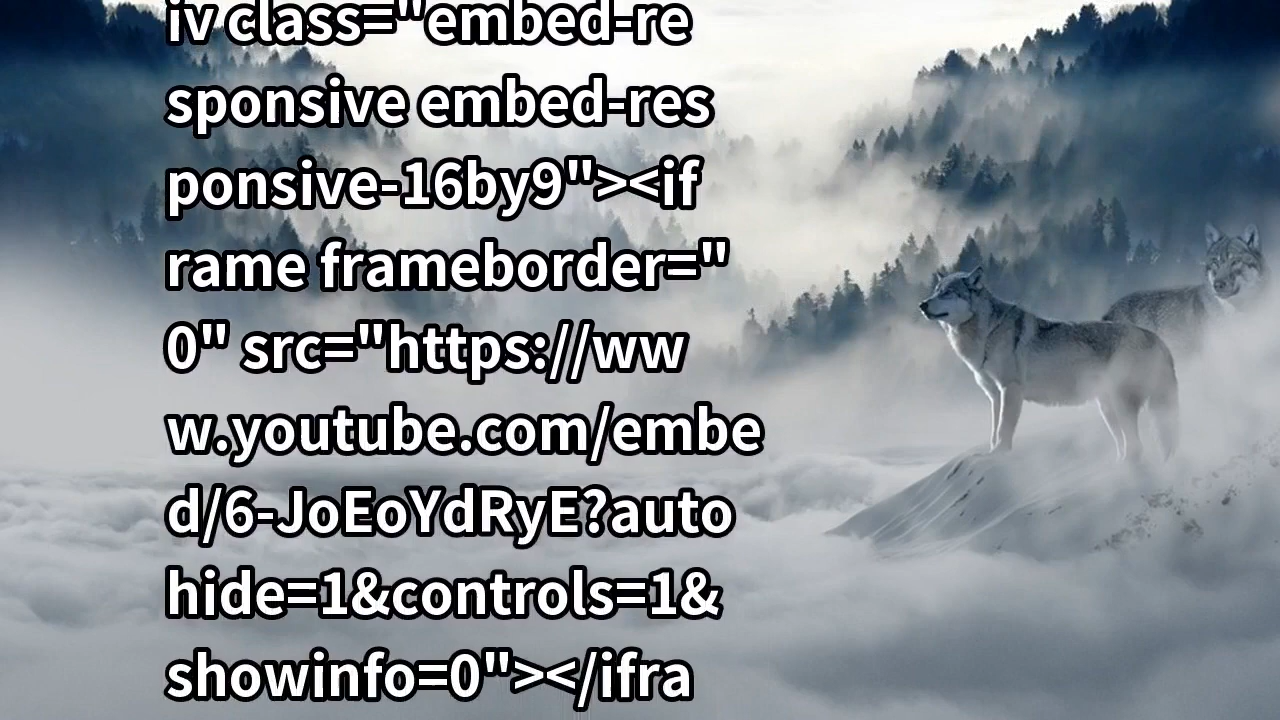 iv class="embed-re
sponsive embed-res
ponsive-16by9"><if
rame frameborder="
0" src="https://ww
w.youtube.com/embe
d/6-JoEoYdRyE?auto
hide=1&controls=1&
showinfo=0"></ifra